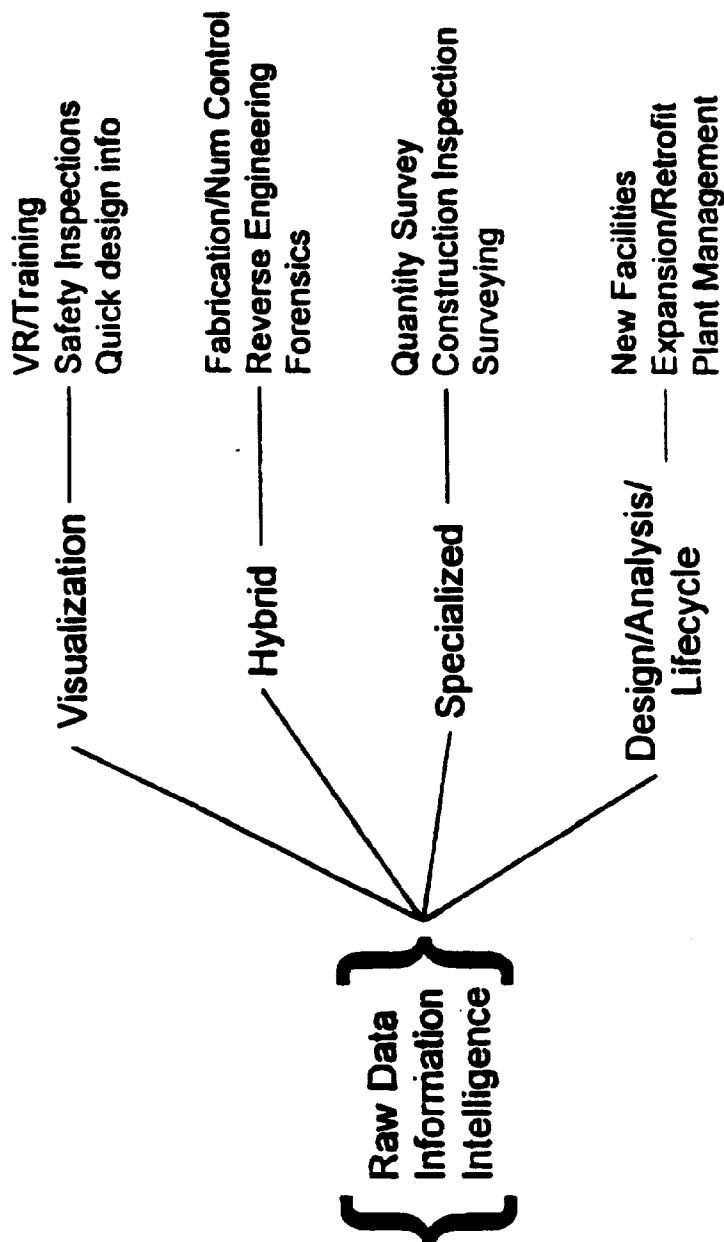 Raw Data
Information
Intelligence
Visualization
VR/Training
Safety Inspections
Quick design info
Hybrid
Fabrication/Num Control
Reverse Engineering
Forensics
Specialized
Quantity Survey
Construction Inspection
Surveying
Design/Analysis/
Lifecycle
New Facilities
Expansion/Retrofit
Plant Management